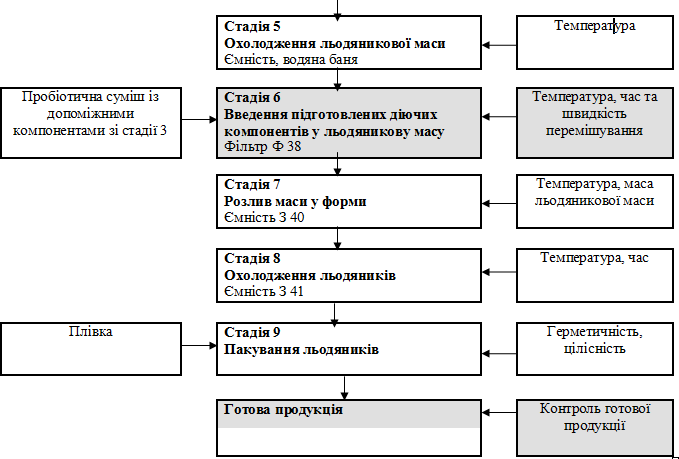 Стадія 5
Охолодження льодяникової маси
Ємність, водяна баня
Температура
Пробіотична суміш із
допоміжними
компонентами зі стадії 3
Стадія 6
Введення підготовлених діючих
компонентів у льодяникову масу
Фільтр Ф 38
Температура, час та
швидкість
перемішування
Стадія 7
Розлив маси у форми
Ємність З 40
Температура, маса
льодяникової маси
Стадія 8
Охолодження льодяників
Ємність З 41
Температура, час
Плівка
Стадія 9
Пакування льодяників
Герметичність,
цілісність
Готова продукція
Контроль готової
продукції